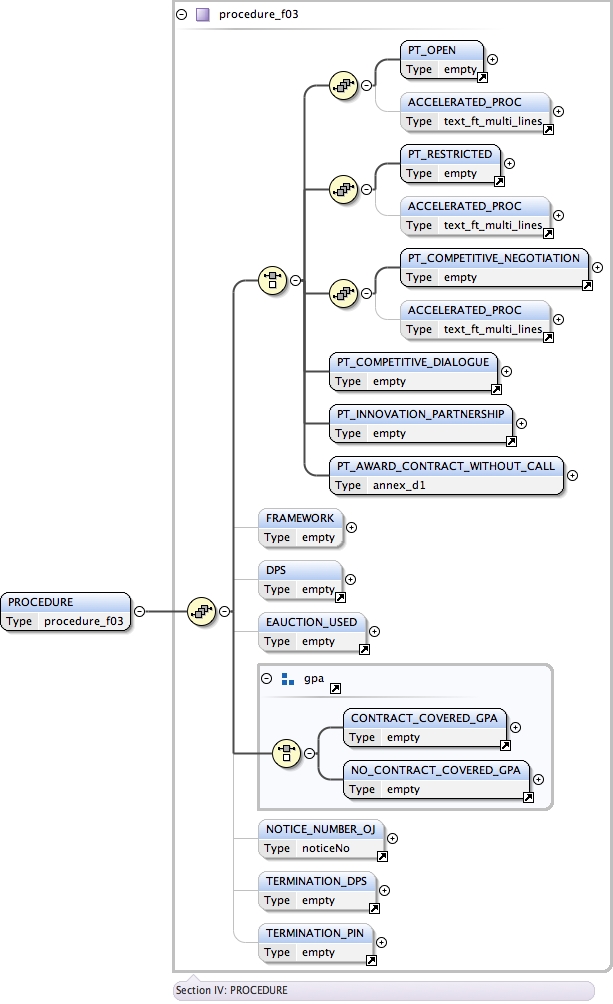 procedure_f03
PT_OPEN
Type empty
ACCELERATED_PROC
Type text_ft_multi_lines
PT_RESTRICTED
Type empty
ACCELERATED_PROC
Type text_ft_multi_lines
PT_COMPETITIVE_NEGOTIATION
Type empty
ACCELERATED_PROC
Type text_ft_multi_lines
PT_COMPETITIVE_DIALOGUE
Type empty
PT_INNOVATION_PARTNERSHIP
Type empty
PT_AWARD_CONTRACT_WITHOUT_CALL
Type annex_d1
FRAMEWORK
Type empty
DPS
Type empty
PROCEDURE
Type procedure_f03
EAUCTION_USED
Type empty
gpa
CONTRACT_COVERED_GPA
Type empty
NO_CONTRACT_COVERED_GPA
Type empty
NOTICE_NUMBER_OJ
Type noticeNo
TERMINATION_DPS
Type empty
TERMINATION_PIN
Type empty
Section IV: PROCEDURE